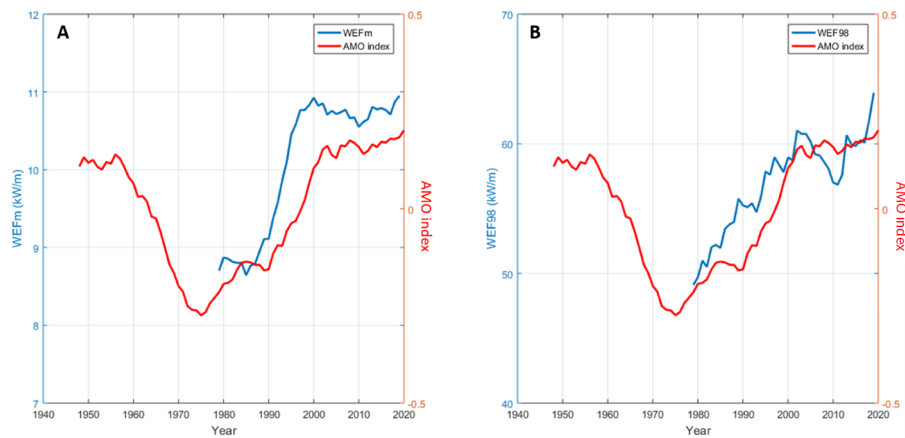 A
WEFm
AMO index
12
11
10
9
8
7
WEFm (kW/m)
0.5
0
-0.5
AMO index
1940
1950
1960
1970
1980
1990
2000
2010
2020
Year
B
WEF98
AMO index
70
60
50
40
WEF98 (kW/m)
0.5
0
-0.5
AMO index
1940
1950
1960
1970
1980
1990
2000
2010
2020
Year